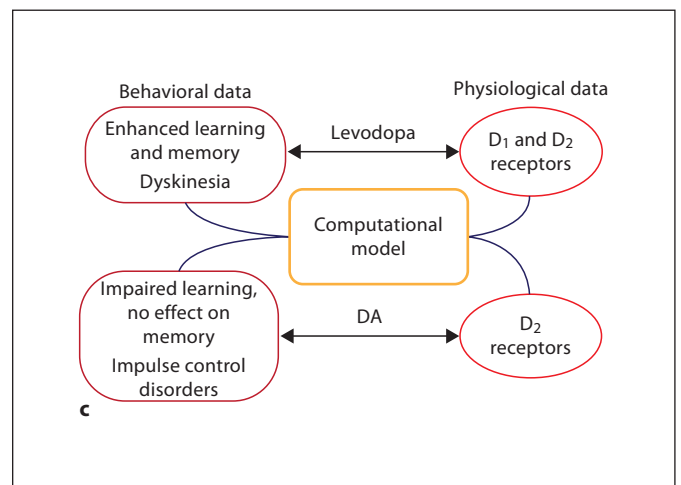 Behavioral data
Physiological data
Enhanced learning
and memory
Dyskinesia
Levodopa
D1 and D2
receptors
Computational
model
Impaired learning,
no effect on
memory
Impulse control
disorders
DA
D2
receptors
c